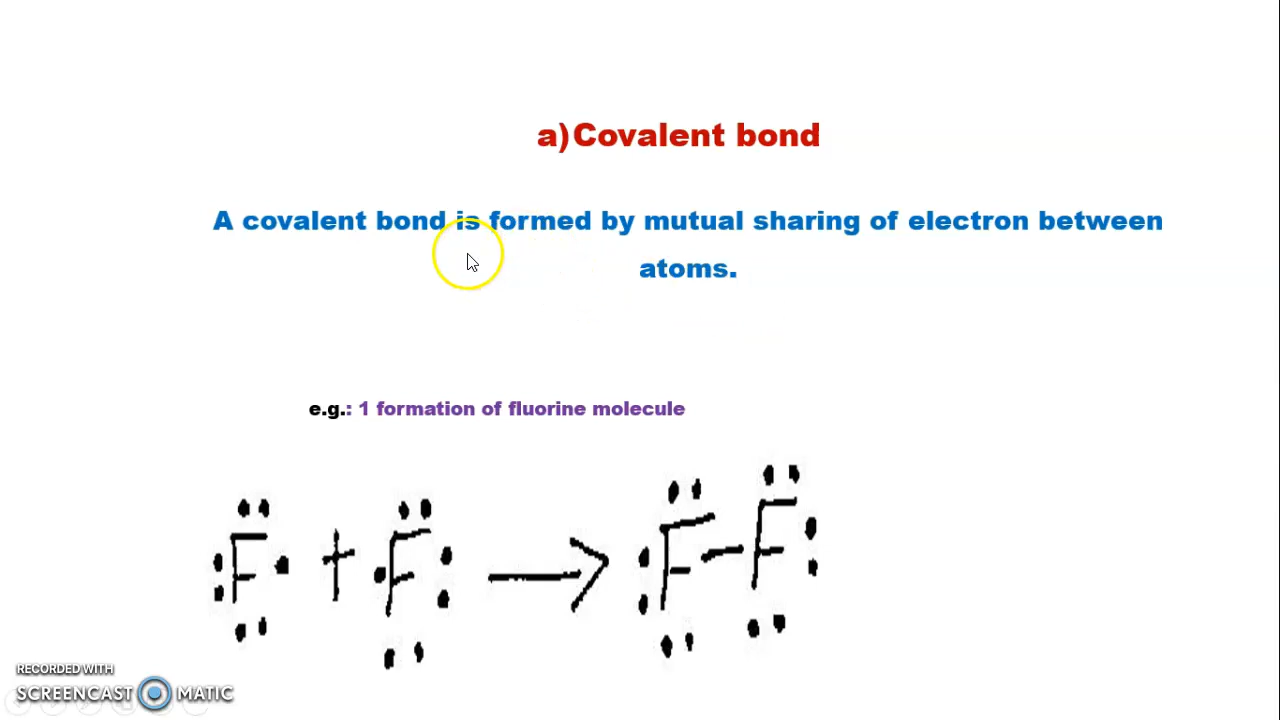 a)Covalent bond
A covalent bond is formed by mutual sharing of electron between
atoms.
e.g.: 1 formation of fluorine molecule
:F· + ·F: → :F–F:
RECORDED WITH
SCREENCAST MATIC